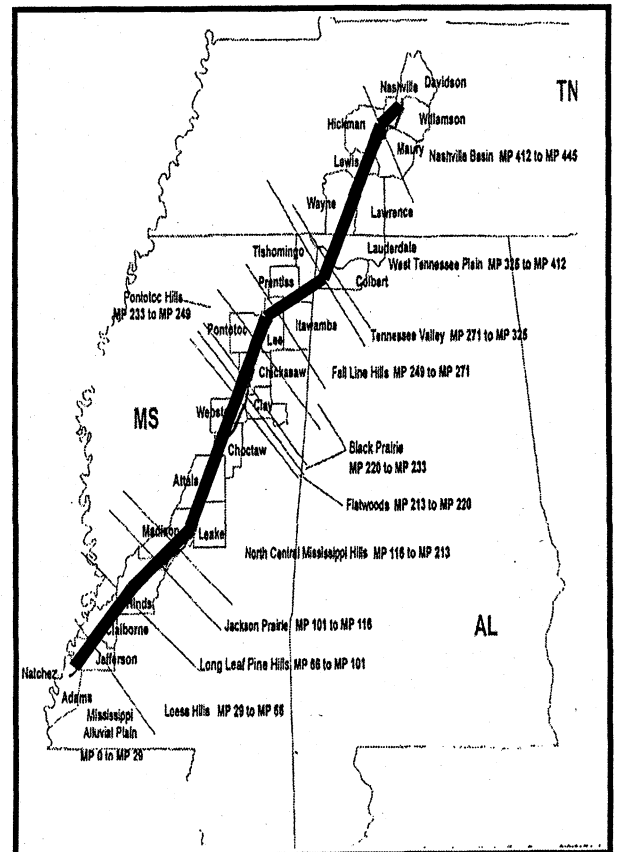 Nashville
Davidson
TN
Hickman
Willamson
Maury
Nashville Basin MP 412 to MP 445
Lewis
Wayne
Lawrence
Lauderdale
Tishomingo
West Tennessee Plain MP 325 to MP 412
Colbert
Prentiss
Pontotoc Hills
MP 233 to MP 249
Itawamba
Pontotoc
Lee
Tennessee Valley MP 271 to MP 325
Chickasaw
Fall Line Hills MP 249 to MP 271
MS
Webst
Clay
Choctaw
Black Prairie
MP 220 to MP 233
Attala
Flatwoods MP 213 to MP 220
Madison
Leake
North Central Mississippi Hills MP 116 to MP 213
Hinds
Jackson Prairie MP 101 to MP 116
AL
Claiborne
Jefferson
Long Leaf Pine Hills MP 66 to MP 101
Natchez
Adams
Loess Hills MP 29 to MP 66
Mississippi
Alluvial Plain
MP 0 to MP 29